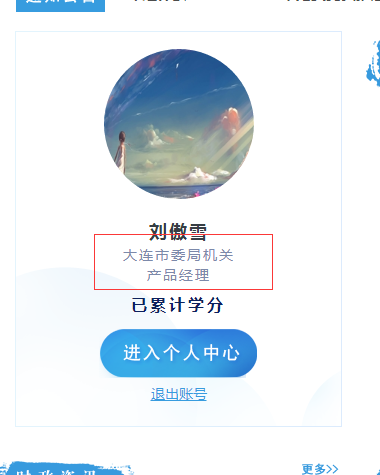 刘傲雪
大连市委局机关
产品经理
已累计学分
进入个人中心
退出账号
更多>>